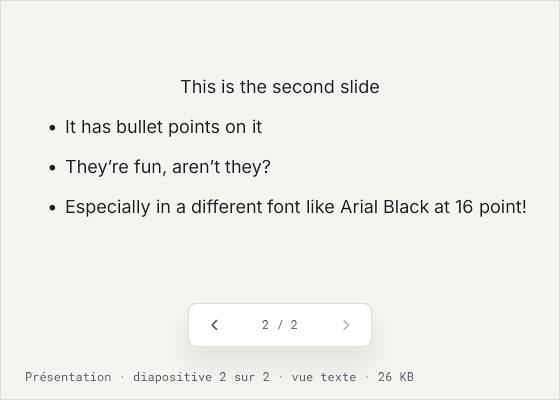 This is the second slide
• It has bullet points on it
• They’re fun, aren’t they?
• Especially in a different font like Arial Black at 16 point!
2 / 2
Présentation · diapositive 2 sur 2 · vue texte · 26 KB